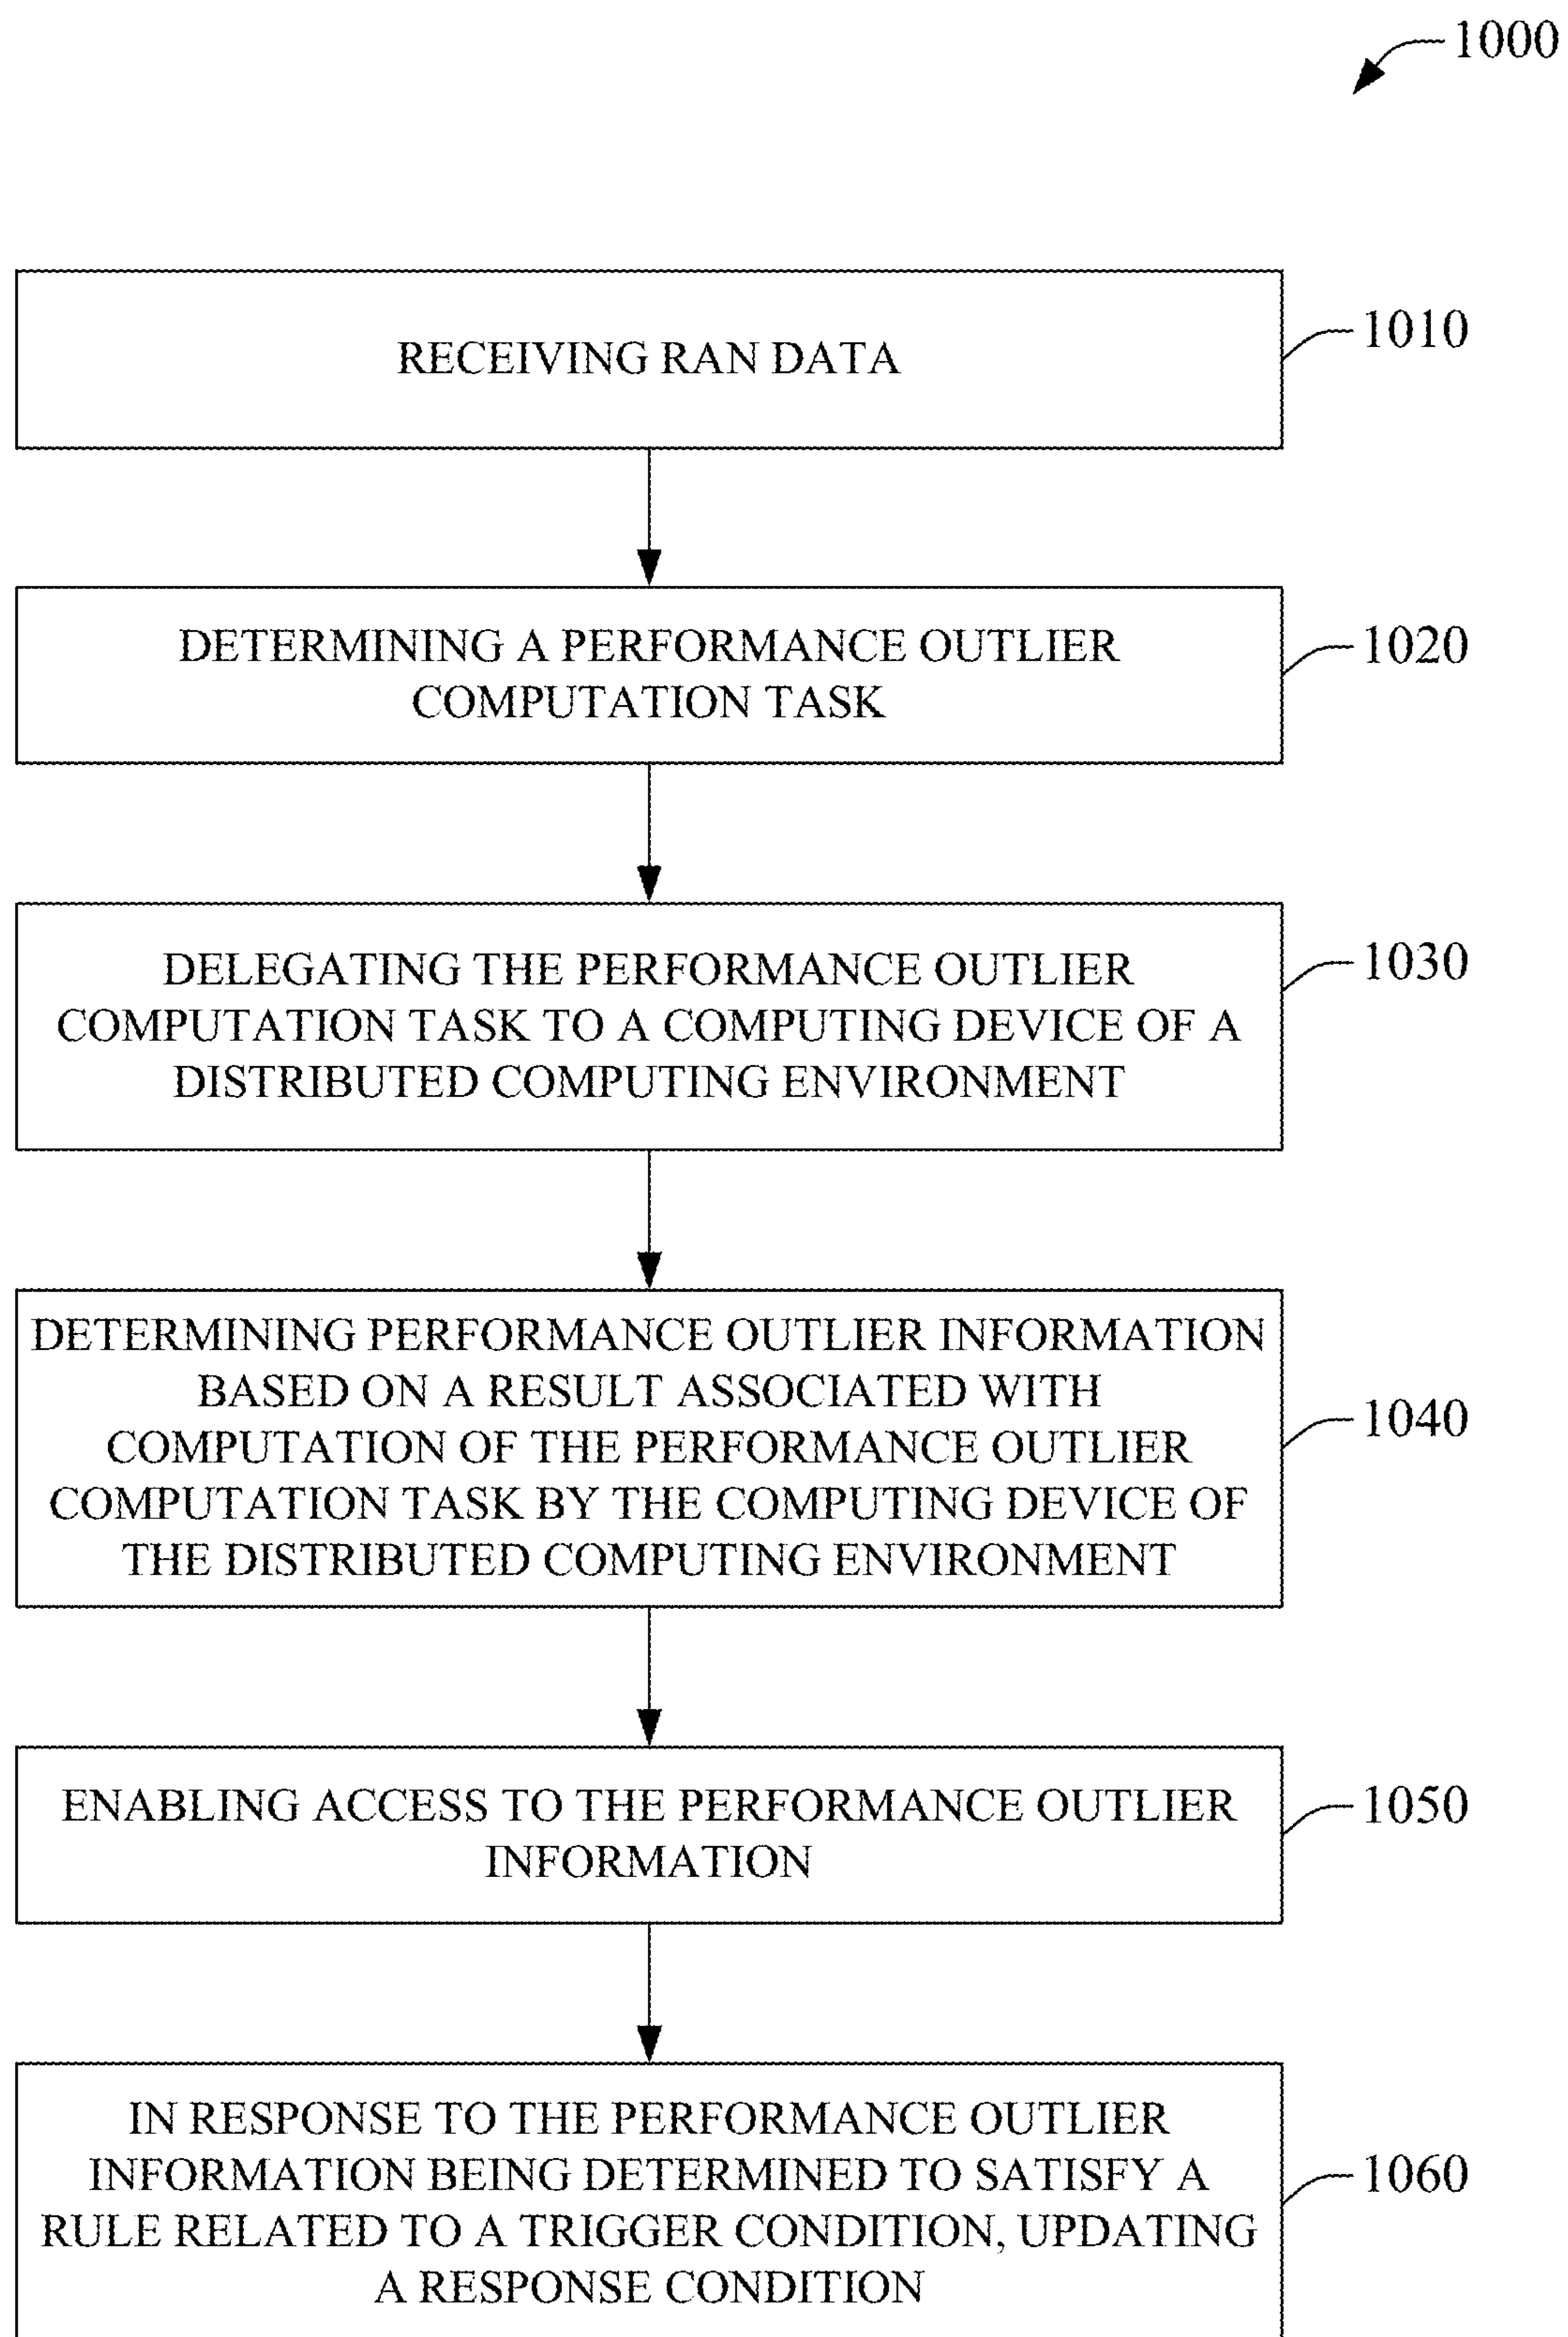 1000
RECEIVING RAN DATA
1010
DETERMINING A PERFORMANCE OUTLIER
COMPUTATION TASK
1020
DELEGATING THE PERFORMANCE OUTLIER
COMPUTATION TASK TO A COMPUTING DEVICE OF A
DISTRIBUTED COMPUTING ENVIRONMENT
1030
DETERMINING PERFORMANCE OUTLIER INFORMATION
BASED ON A RESULT ASSOCIATED WITH
COMPUTATION OF THE PERFORMANCE OUTLIER
COMPUTATION TASK BY THE COMPUTING DEVICE OF
THE DISTRIBUTED COMPUTING ENVIRONMENT
1040
ENABLING ACCESS TO THE PERFORMANCE OUTLIER
INFORMATION
1050
IN RESPONSE TO THE PERFORMANCE OUTLIER
INFORMATION BEING DETERMINED TO SATISFY A
RULE RELATED TO A TRIGGER CONDITION, UPDATING
A RESPONSE CONDITION
1060